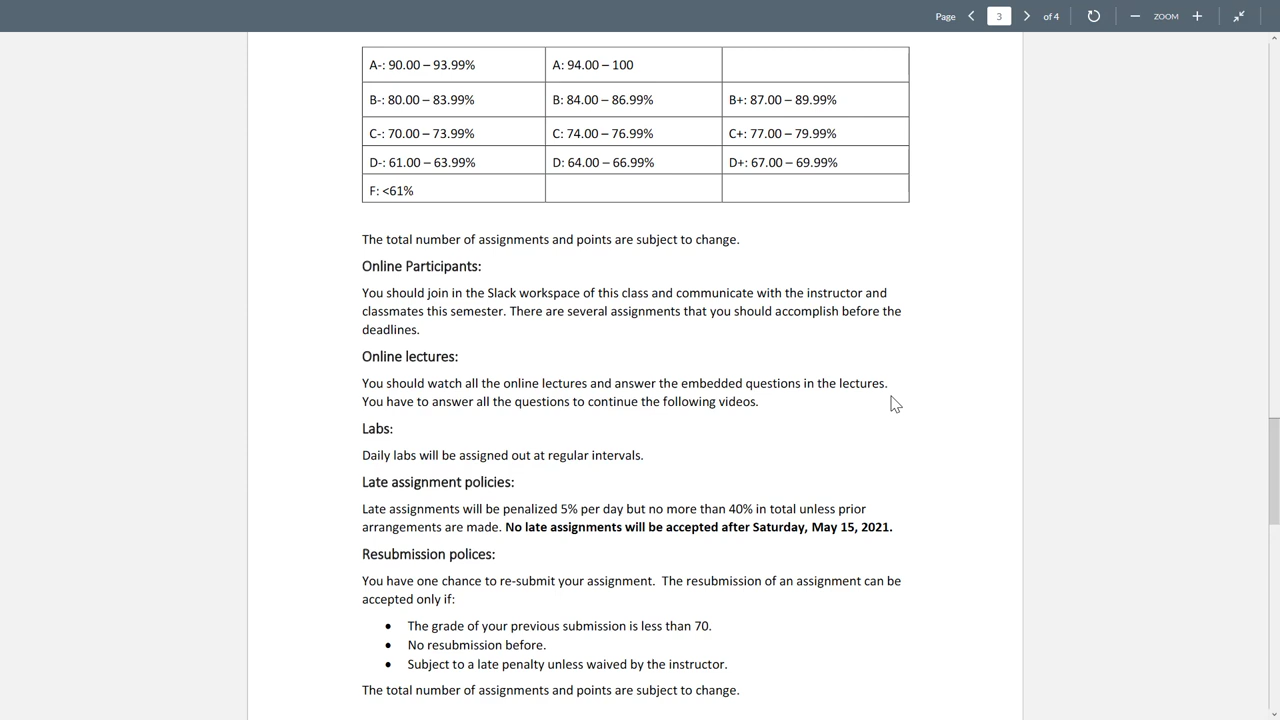 Page 3 of 4 ZOOM
A-: 90.00 – 93.99% A: 94.00 – 100
B-: 80.00 – 83.99% B: 84.00 – 86.99% B+: 87.00 – 89.99%
C-: 70.00 – 73.99% C: 74.00 – 76.99% C+: 77.00 – 79.99%
D-: 61.00 – 63.99% D: 64.00 – 66.99% D+: 67.00 – 69.99%
F: <61%
The total number of assignments and points are subject to change.
Online Participants:
You should join in the Slack workspace of this class and communicate with the instructor and
classmates this semester. There are several assignments that you should accomplish before the
deadlines.
Online lectures:
You should watch all the online lectures and answer the embedded questions in the lectures.
You have to answer all the questions to continue the following videos.
Labs:
Daily labs will be assigned out at regular intervals.
Late assignment policies:
Late assignments will be penalized 5% per day but no more than 40% in total unless prior
arrangements are made. No late assignments will be accepted after Saturday, May 15, 2021.
Resubmission polices:
You have one chance to re-submit your assignment.  The resubmission of an assignment can be
accepted only if:
• The grade of your previous submission is less than 70.
• No resubmission before.
• Subject to a late penalty unless waived by the instructor.
The total number of assignments and points are subject to change.